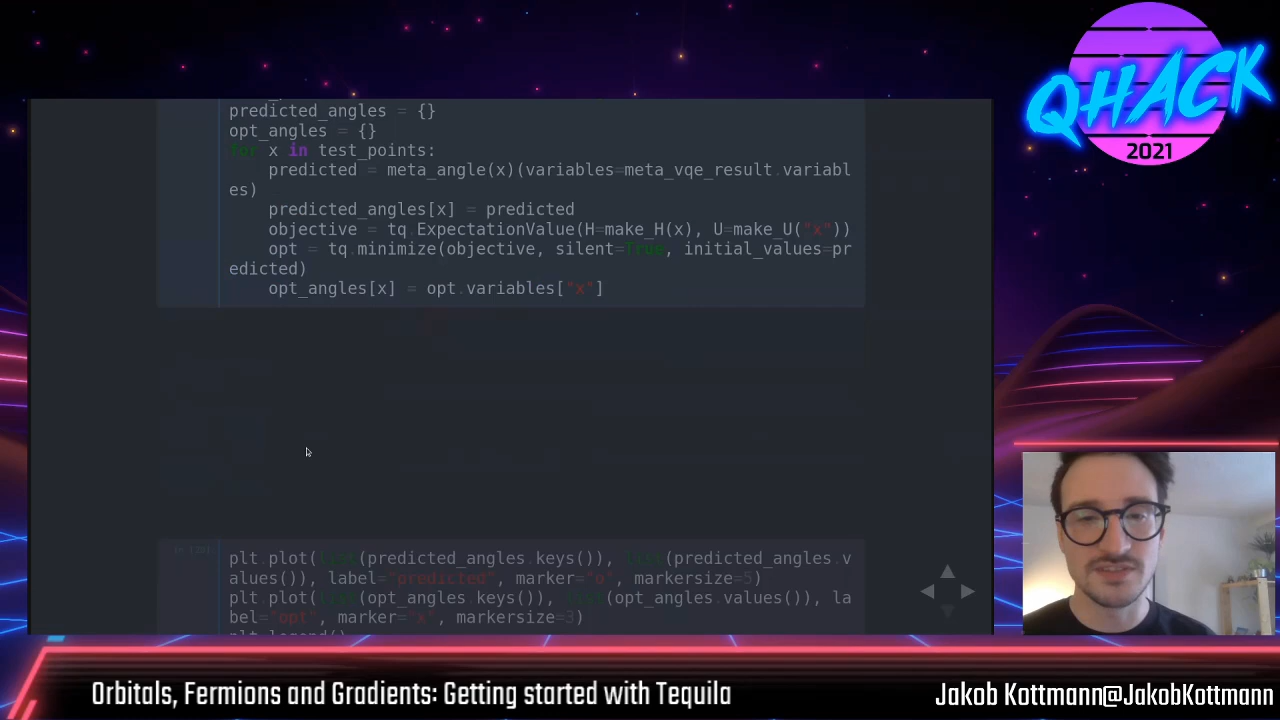 QHACK
2021
predicted_angles = {}
opt_angles = {}
for x in test_points:
predicted = meta_angle(x)(variables=meta_vqe_result.variabl
es)
predicted_angles[x] = predicted
objective = tq.ExpectationValue(H=make_H(x), U=make_U("x"))
opt = tq.minimize(objective, silent=True, initial_values=pr
edicted)
opt_angles[x] = opt.variables["x"]
plt.plot(list(predicted_angles.keys()), list(predicted_angles.v
alues()), label="predicted", marker="o", markersize=5)
plt.plot(list(opt_angles.keys()), list(opt_angles.values()), la
bel="opt", marker="x", markersize=3)
plt.legend()
Orbitals, Fermions and Gradients: Getting started with Tequila
Jakob Kottmann@JakobKottmann